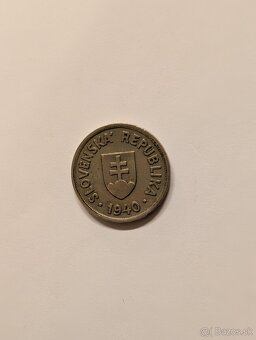 SLOVENSKÁ REPUBLIKA
· 1940 ·
Bazos.sk